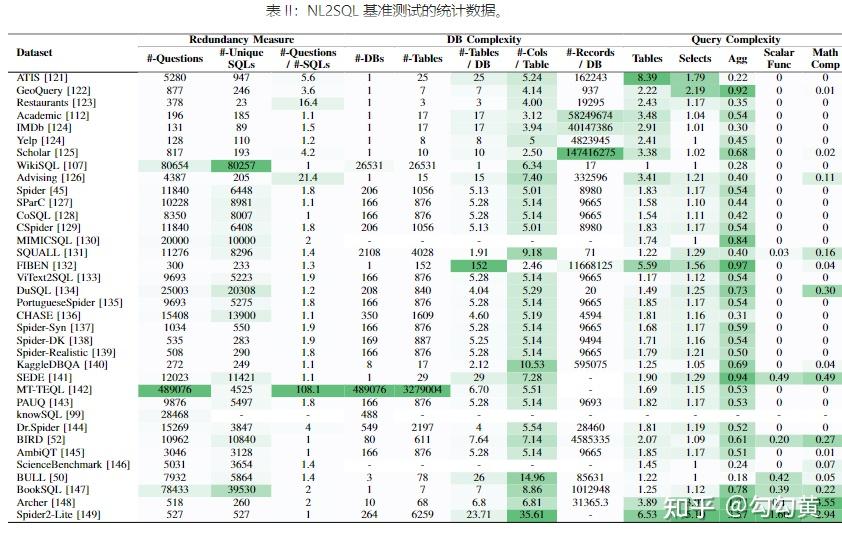 表 II：NL2SQL 基准测试的统计数据。
Dataset Redundancy Measure DB Complexity Query Complexity
#-Questions #-Unique SQLs #-Questions / #-SQLs #-DBs #-Tables #-Tables / DB #-Cols / Table #-Records / DB Tables Selects Agg Scalar Func Math Comp
ATIS [121] 5280 947 5.6 1 25 25 5.24 162243 8.39 1.79 0.22 0 0
GeoQuery [122] 877 246 3.6 1 7 7 4.14 937 2.22 2.19 0.92 0 0.01
Restaurants [123] 378 23 16.4 1 3 3 4.00 19295 2.43 1.17 0.35 0 0
Academic [112] 196 185 1.1 1 17 17 3.12 58249674 3.48 1.04 0.54 0 0
IMDb [124] 131 89 1.5 1 17 17 3.94 40147386 2.91 1.01 0.30 0 0
Yelp [124] 128 110 1.2 1 8 8 5 4823945 2.41 1 0.45 0 0
Scholar [125] 817 193 4.2 1 10 10 2.50 147416275 3.38 1.02 0.68 0 0.02
WikiSQL [107] 80654 80257 1 26531 26531 1 6.34 17 1 1 0.28 0 0
Advising [126] 4387 205 21.4 1 15 15 7.40 332596 3.41 1.21 0.40 0 0.11
Spider [45] 11840 6448 1.8 206 1056 5.13 5.01 8980 1.83 1.17 0.54 0 0
SParC [127] 10228 8981 1.1 166 876 5.28 5.14 9665 1.58 1.10 0.44 0 0
CoSQL [128] 8350 8007 1 166 876 5.28 5.14 9665 1.54 1.11 0.42 0 0
CSpider [129] 11840 6408 1.8 206 1056 5.13 5.01 8980 1.83 1.17 0.54 0 0
MIMICSQL [130] 20000 10000 2 - - - - - 1.74 1 0.84 0 0
SQUALL [131] 11276 8296 1.4 2108 4028 1.91 9.18 71 1.22 1.29 0.40 0.03 0.16
FIBEN [132] 300 233 1.3 1 152 152 2.46 11668125 5.59 1.56 0.97 0 0.04
ViText2SQL [133] 9693 5223 1.9 166 876 5.28 5.14 9665 1.17 1.12 0.54 0 0
DuSQL [134] 25003 20308 1.2 208 840 4.04 5.29 20 1.49 1.25 0.73 0 0.30
PortugueseSpider [135] 9693 5275 1.8 166 876 5.28 5.14 9665 1.85 1.17 0.54 0 0
CHASE [136] 15408 13900 1.1 350 1609 4.60 5.19 4594 1.81 1.16 0.31 0 0
Spider-Syn [137] 1034 550 1.9 166 876 5.28 5.14 9665 1.68 1.17 0.59 0 0
Spider-DK [138] 535 283 1.9 169 887 5.25 5.14 9494 1.71 1.16 0.54 0 0
Spider-Realistic [139] 508 290 1.8 166 876 5.28 5.14 9665 1.79 1.21 0.50 0 0
KaggleDBQA [140] 272 249 1.1 8 17 2.12 10.53 595075 1.25 1.05 0.69 0 0.04
SEDE [141] 12023 11421 1.1 1 29 29 7.28 - 1.90 1.29 0.94 0.49 0.49
MT-TEQL [142] 489076 4525 108.1 489076 3279004 6.70 5.51 - 1.69 1.15 0.53 0 0
PAUQ [143] 9876 5497 1.8 166 876 5.28 5.14 9693 1.82 1.17 0.53 0 0
knowSQL [99] 28468 - - 488 - - - - - - - - -
Dr.Spider [144] 15269 3847 4 549 2197 4 5.54 28460 1.81 1.19 0.52 0 0
BIRD [52] 10962 10840 1 80 611 7.64 7.14 4585335 2.07 1.09 0.61 0.20 0.27
AmbiQT [145] 3046 3128 1 166 876 5.28 5.14 9665 1.85 1.17 0.51 0 0.01
ScienceBenchmark [146] 5031 3654 1.4 - - - - - 1.45 1 0.24 0 0.07
BULL [50] 7932 5864 1.4 3 78 26 14.96 85631 1.22 1 0.18 0.42 0.05
BookSQL [147] 78433 39530 2 1 7 7 8.86 1012948 1.25 1.12 0.78 0.39 0.22
Archer [148] 518 260 2 10 68 6.8 6.81 31365.3 3.89
Spider2-Lite [149] 527 527 1 264 6259 23.71 35.61 - 6.53 2.94
知乎 @勾勾黄